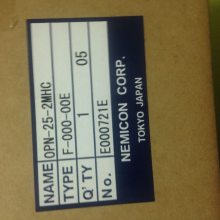 NAME OPN-25-2MHC
TYPE F-000-00E
Q'TY 1 05
No. E000721E
NEMICON CORP.
TOKYO JAPAN